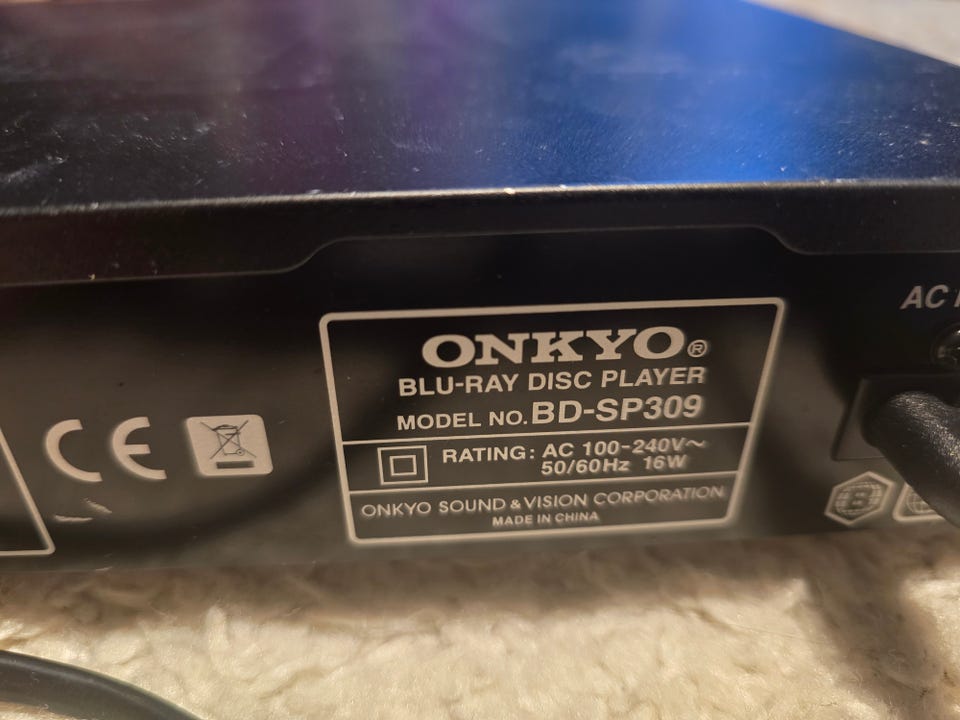 ONKYO®
BLU-RAY DISC PLAYER
MODEL NO. BD-SP309
RATING: AC 100-240V~
50/60Hz 16W
ONKYO SOUND & VISION CORPORATION
MADE IN CHINA
CE
AC
B